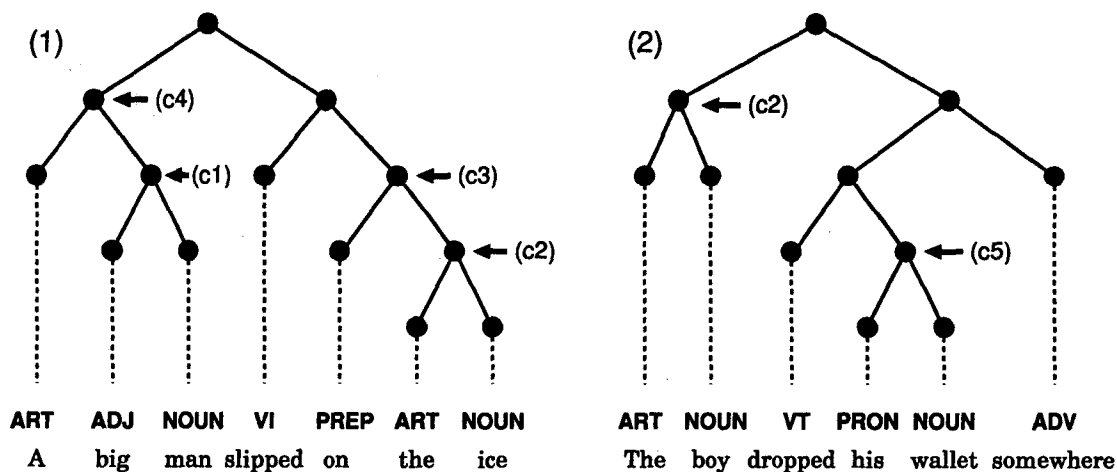 (1) (2)
(c4) (c2)
(c1) (c3)
(c2) (c5)
ART ADJ NOUN VI PREP ART NOUN ART NOUN VT PRON NOUN ADV
A big man slipped on the ice The boy dropped his wallet somewhere